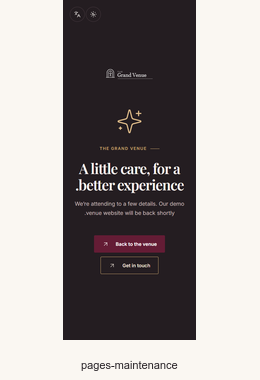 Grand Venue
THE GRAND VENUE
A little care, for a
.better experience
We're attending to a few details. Our demo
.venue website will be back shortly
Back to the venue
Get in touch
pages-maintenance